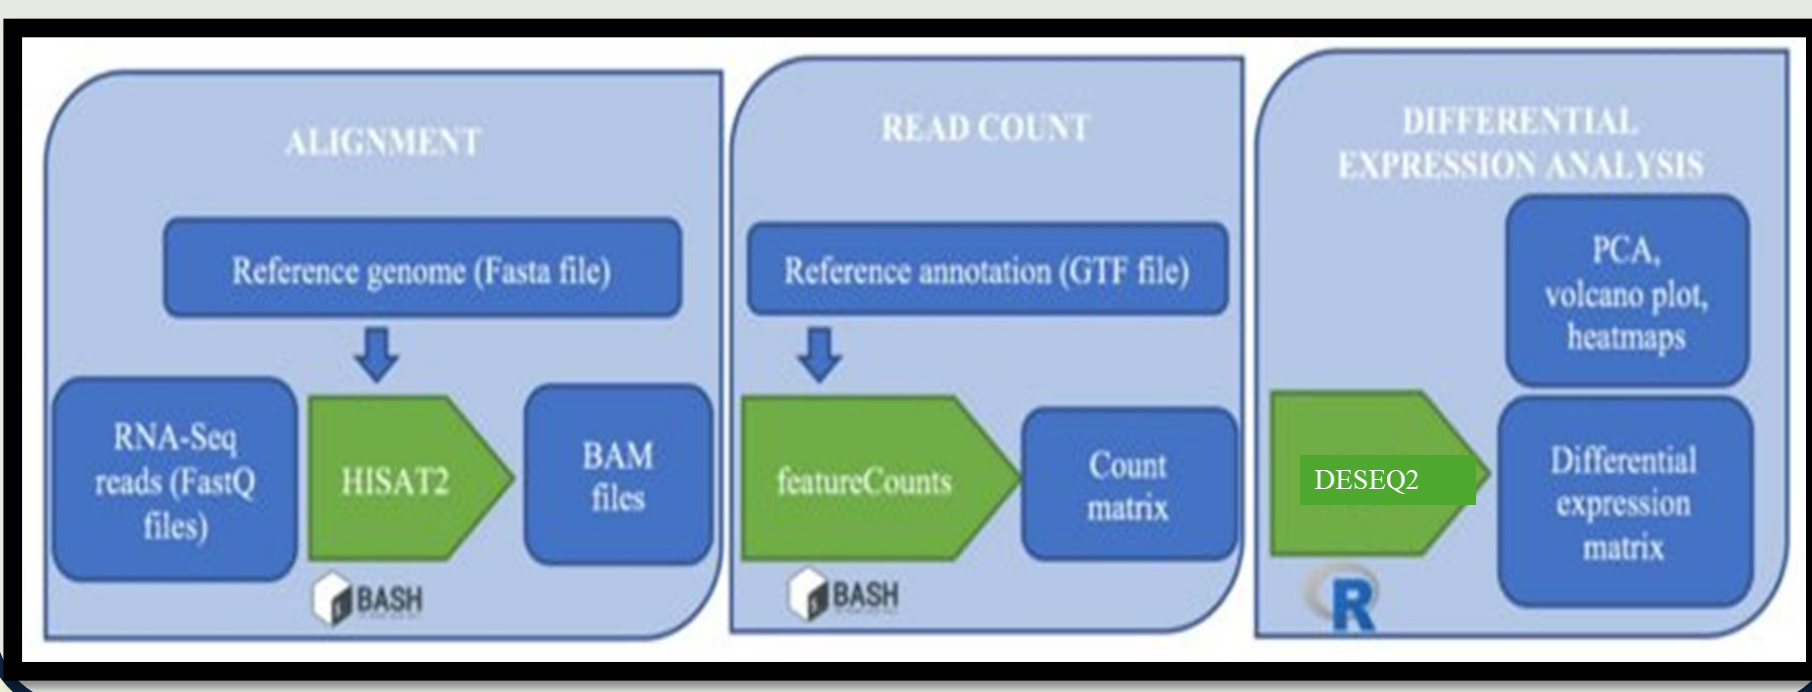 ALIGNMENT
Reference genome (Fasta file)
RNA-Seq
reads (FastQ
files)
HISAT2
BAM
files
BASH
READ COUNT
Reference annotation (GTF file)
featureCounts
Count
matrix
BASH
DIFFERENTIAL
EXPRESSION ANALYSIS
PCA,
volcano plot,
heatmaps
DESEQ2
Differential
expression
matrix
R